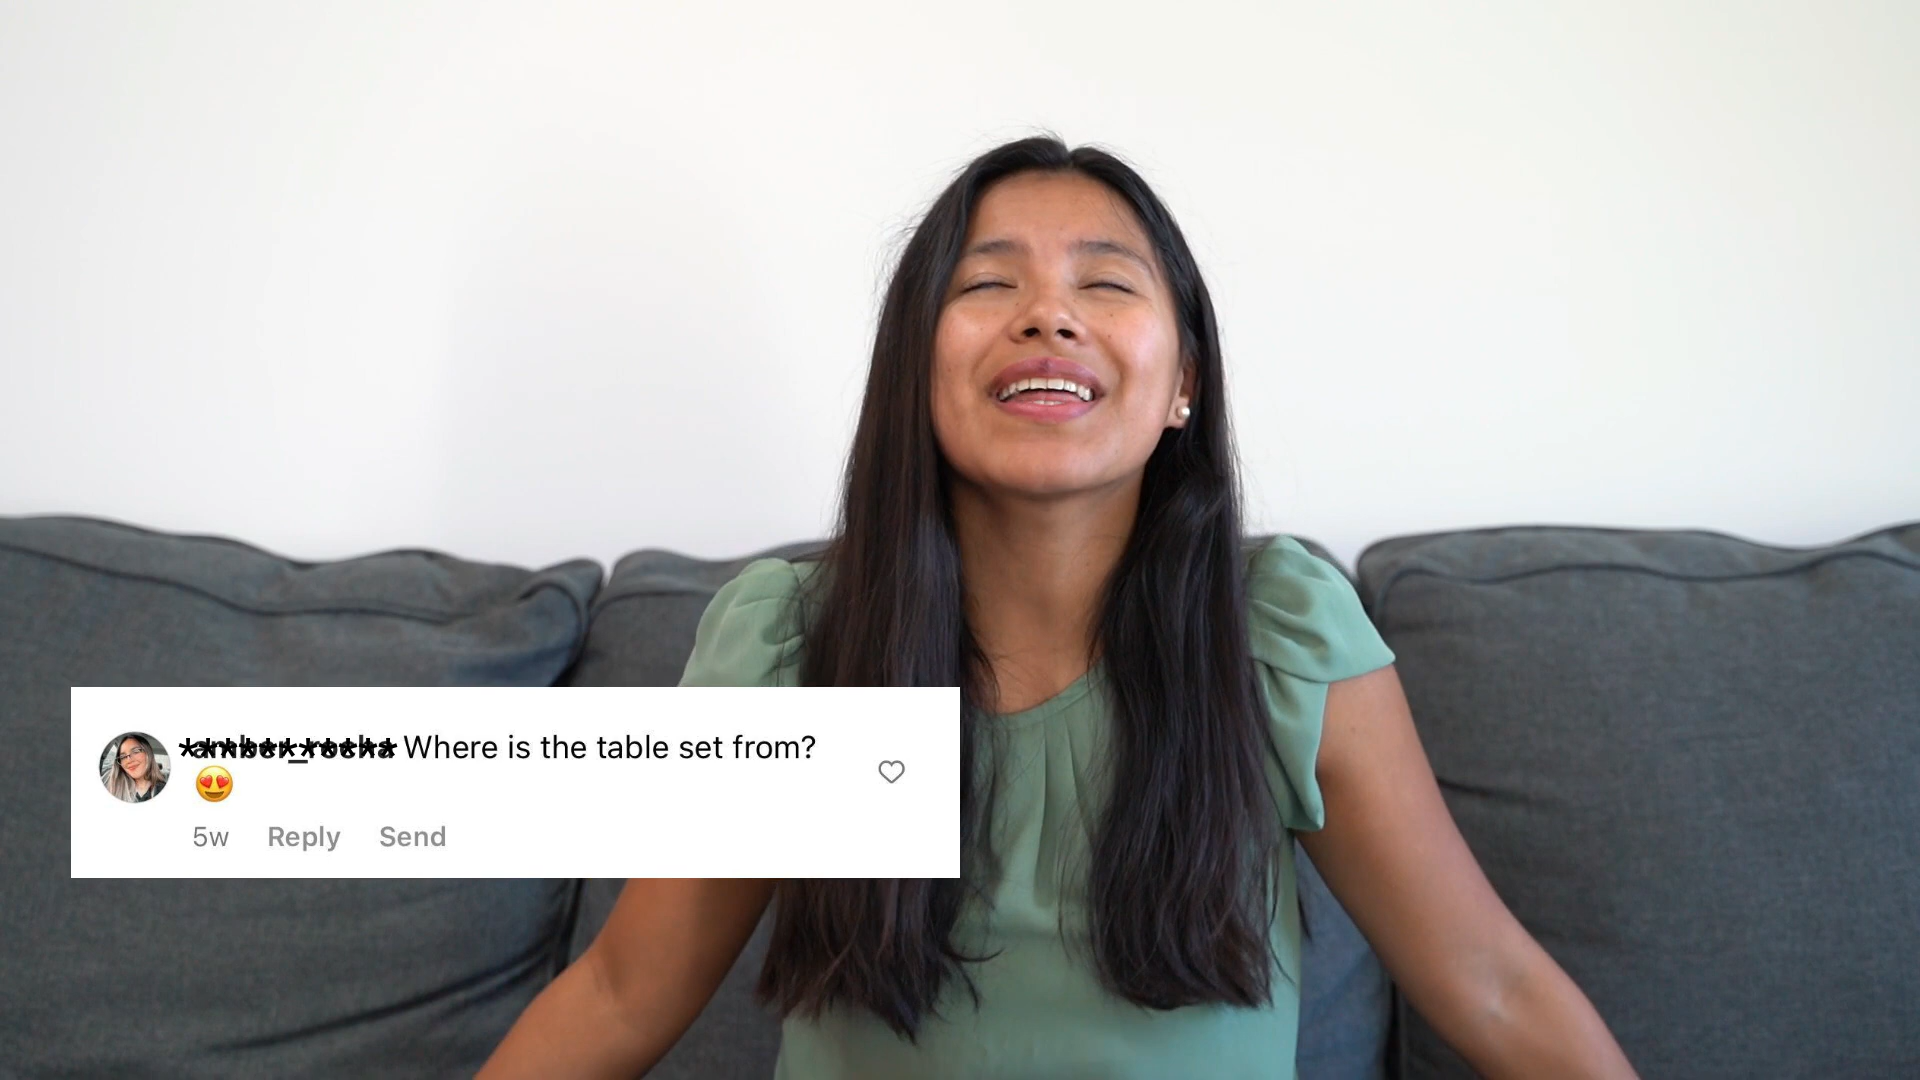 Where is the table set from?
😍
5w Reply Send